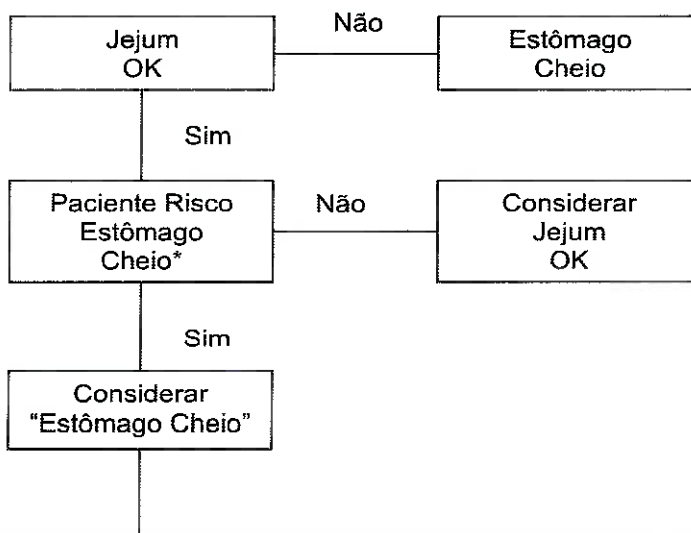 Jejum
OK
Não
Estômago
Cheio
Sim
Paciente Risco
Estômago
Cheio*
Não
Considerar
Jejum
OK
Sim
Considerar
“Estômago Cheio”